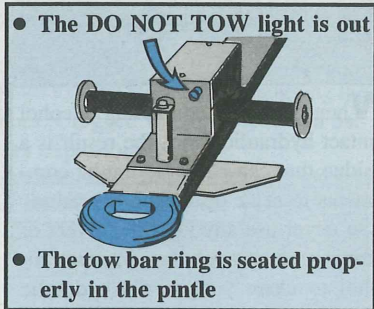 ● The DO NOT TOW light is out
● The tow bar ring is seated prop-
erly in the pintle